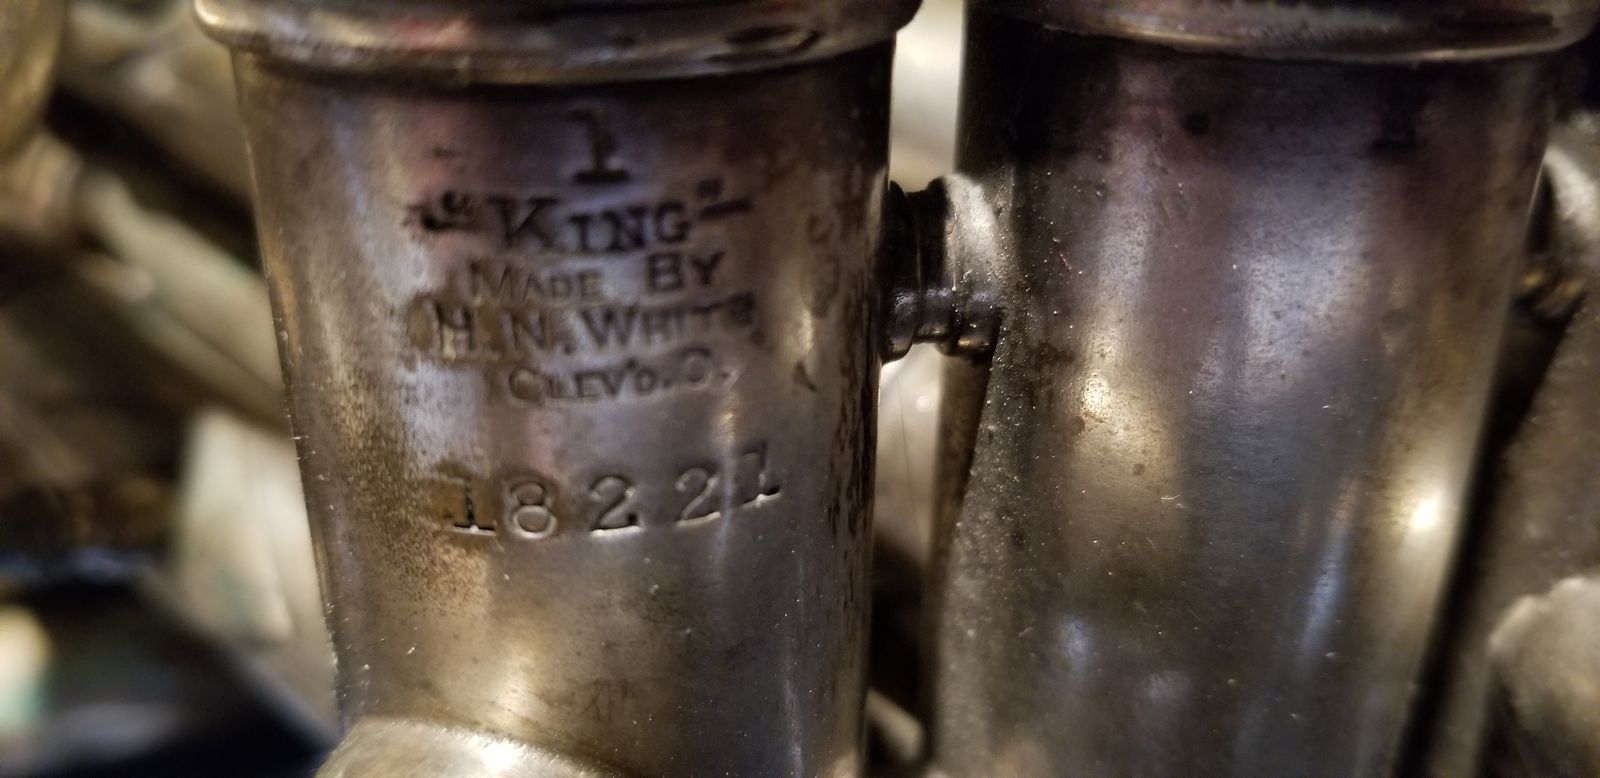 1
"KING"
MADE BY
H. N. WHITE
CLEV'D. O.
18221